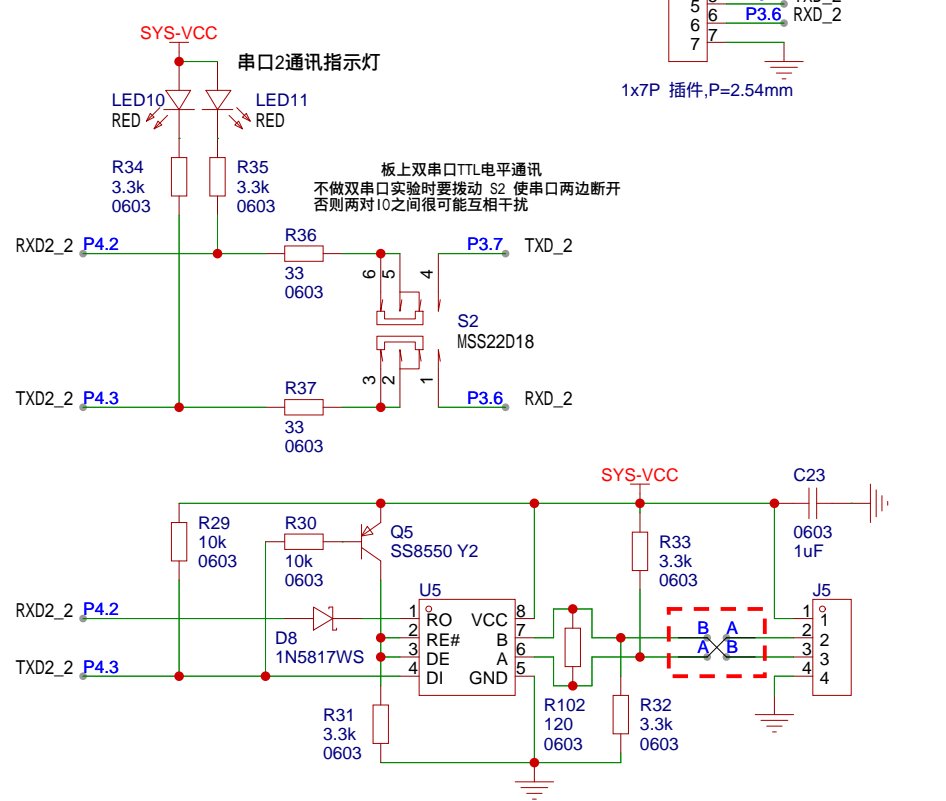 5
6
P3.6
RXD_2
6
7
7
1x7P 插件,P=2.54mm
SYS-VCC
串口2通讯指示灯
LED10
RED
LED11
RED
R34
3.3k
0603
R35
3.3k
0603
板上双串口TTL电平通讯
不做双串口实验时要拨动 S2 使串口两边断开
否则两对IO之间很可能互相干扰
RXD2_2
P4.2
R36
33
0603
6
5
4
P3.7
TXD_2
S2
MSS22D18
3
2
1
TXD2_2
P4.3
R37
33
0603
P3.6
RXD_2
SYS-VCC
C23
0603
1uF
R29
10k
0603
R30
10k
0603
Q5
SS8550 Y2
R33
3.3k
0603
RXD2_2
P4.2
D8
1N5817WS
TXD2_2
P4.3
U5
1
RO
2
RE#
3
DE
4
DI
VCC
8
B
7
A
6
GND
5
R31
3.3k
0603
R102
120
0603
R32
3.3k
0603
B A
A B
J5
1
1
2
2
3
3
4
4